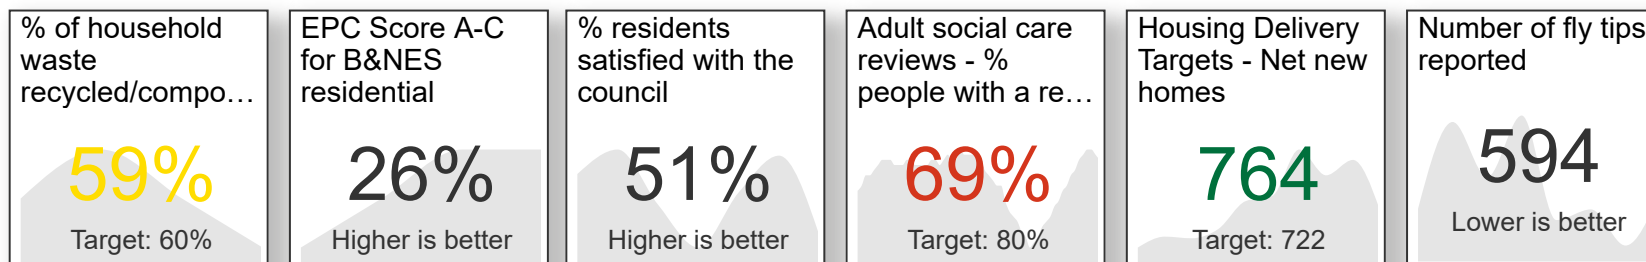 % of household
waste
recycled/compo…
59%
Target: 60%
EPC Score A-C
for B&NES
residential
26%
Higher is better
% residents
satisfied with the
council
51%
Higher is better
Adult social care
reviews - %
people with a re…
69%
Target: 80%
Housing Delivery
Targets - Net new
homes
764
Target: 722
Number of fly tips
reported
594
Lower is better